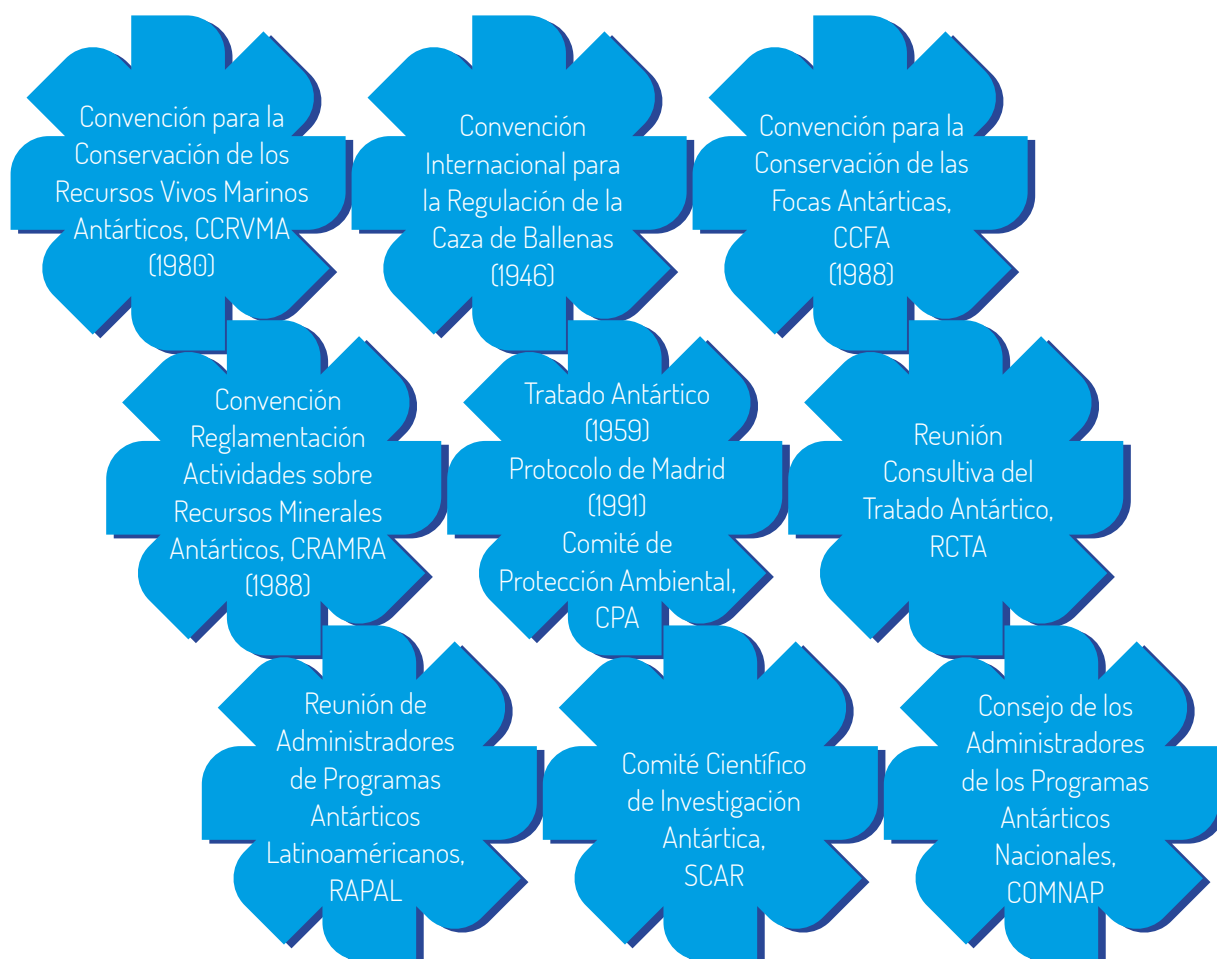 Convención para la
Conservación de los
Recursos Vivos Marinos
Antárticos, CCRVMA
(1980)
Convención
Internacional para
la Regulación de la
Caza de Ballenas
(1946)
Convención para la
Conservación de las
Focas Antárticas,
CCFA
(1988)
Convención
Reglamentación
Actividades sobre
Recursos Minerales
Antárticos, CRAMRA
(1988)
Tratado Antártico
(1959)
Protocolo de Madrid
(1991)
Comité de
Protección Ambiental,
CPA
Reunión
Consultiva del
Tratado Antártico,
RCTA
Reunión de
Administradores
de Programas
Antárticos
Latinoaméricanos,
RAPAL
Comité Científico
de Investigación
Antártica,
SCAR
Consejo de los
Administradores
de los Programas
Antárticos
Nacionales,
COMNAP